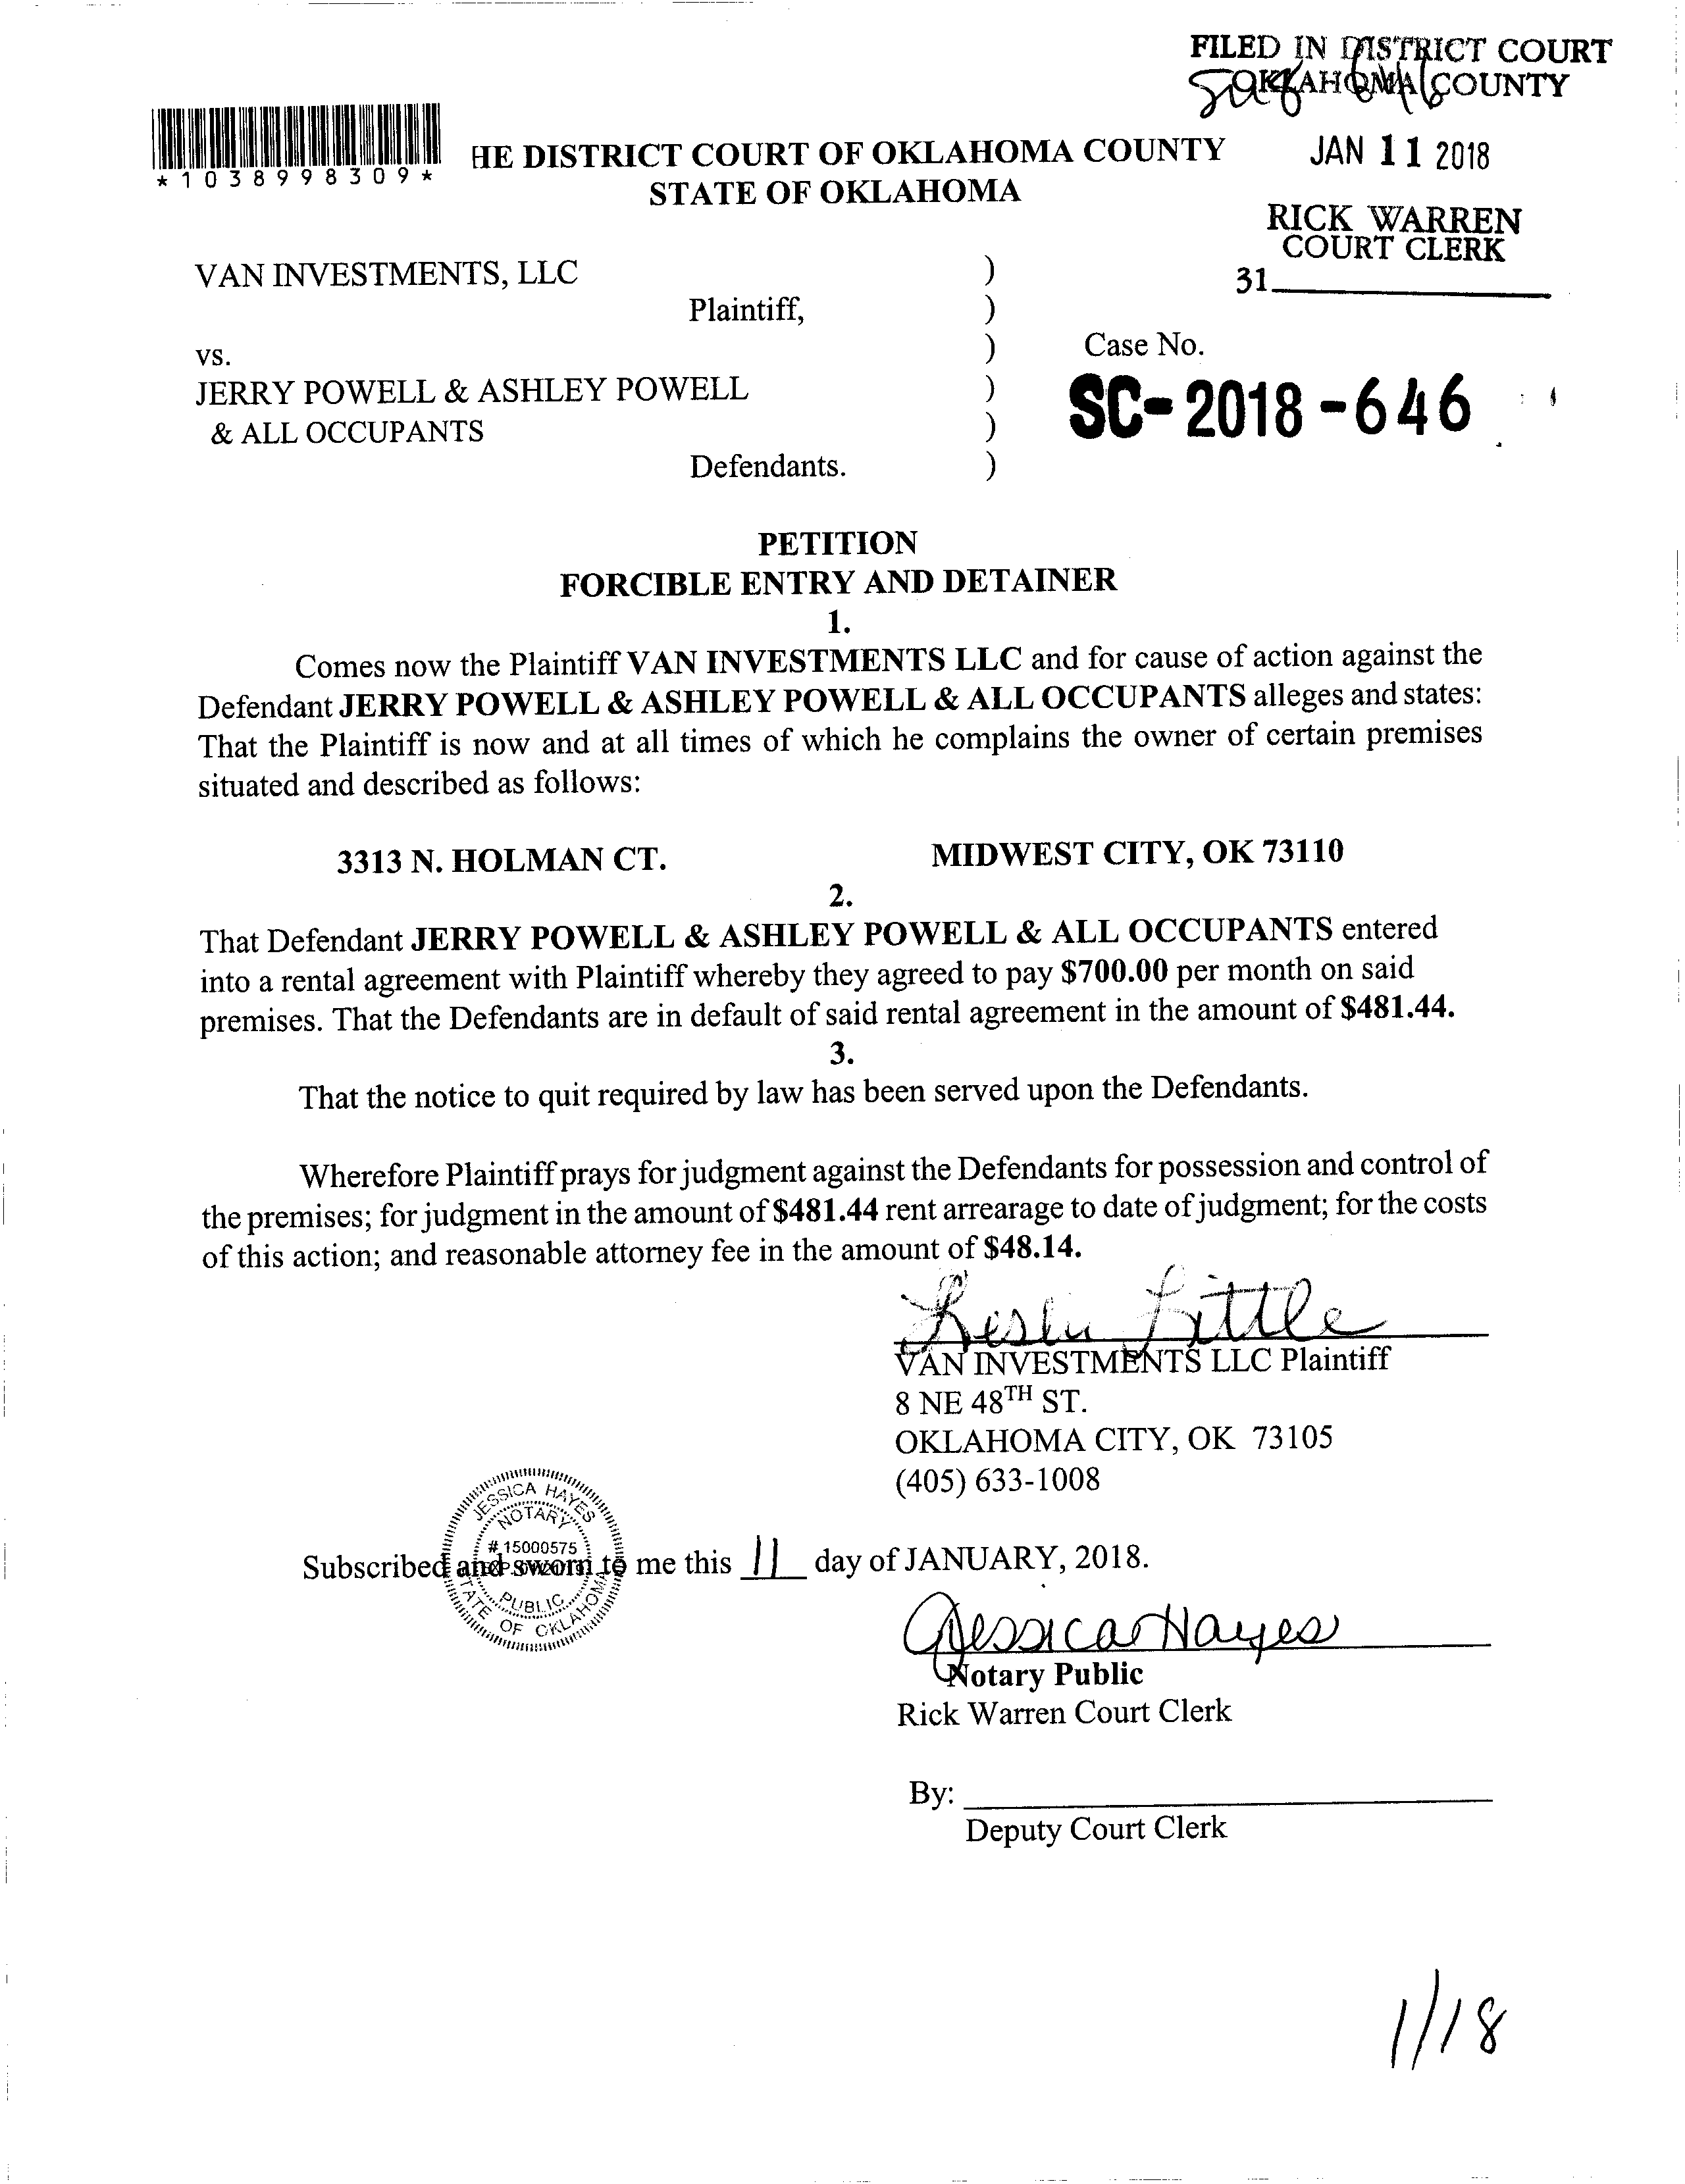 FILED IN DISTRICT COURT
OKLAHOMA COUNTY
JAN 11 2018
RICK WARREN
COURT CLERK
31
*1038998309*
HE DISTRICT COURT OF OKLAHOMA COUNTY
STATE OF OKLAHOMA
VAN INVESTMENTS, LLC )
Plaintiff, )
vs. )
JERRY POWELL & ASHLEY POWELL )
& ALL OCCUPANTS )
Defendants. )
Case No.
SC-2018-646
PETITION
FORCIBLE ENTRY AND DETAINER
1.
Comes now the Plaintiff VAN INVESTMENTS LLC and for cause of action against the
Defendant JERRY POWELL & ASHLEY POWELL & ALL OCCUPANTS alleges and states:
That the Plaintiff is now and at all times of which he complains the owner of certain premises
situated and described as follows:
3313 N. HOLMAN CT. MIDWEST CITY, OK 73110
2.
That Defendant JERRY POWELL & ASHLEY POWELL & ALL OCCUPANTS entered
into a rental agreement with Plaintiff whereby they agreed to pay $700.00 per month on said
premises. That the Defendants are in default of said rental agreement in the amount of $481.44.
3.
That the notice to quit required by law has been served upon the Defendants.
Wherefore Plaintiff prays for judgment against the Defendants for possession and control of
the premises; for judgment in the amount of $481.44 rent arrearage to date of judgment; for the costs
of this action; and reasonable attorney fee in the amount of $48.14.
Leslie Little
VAN INVESTMENTS LLC Plaintiff
8 NE 48TH ST.
OKLAHOMA CITY, OK 73105
(405) 633-1008
JESSICA HAYES
NOTARY
# 15000575
PUBLIC
STATE OF OKLAHOMA
Subscribed and sworn to me this 11 day of JANUARY, 2018.
Jessica Hayes
Notary Public
Rick Warren Court Clerk
By:
Deputy Court Clerk
1/18